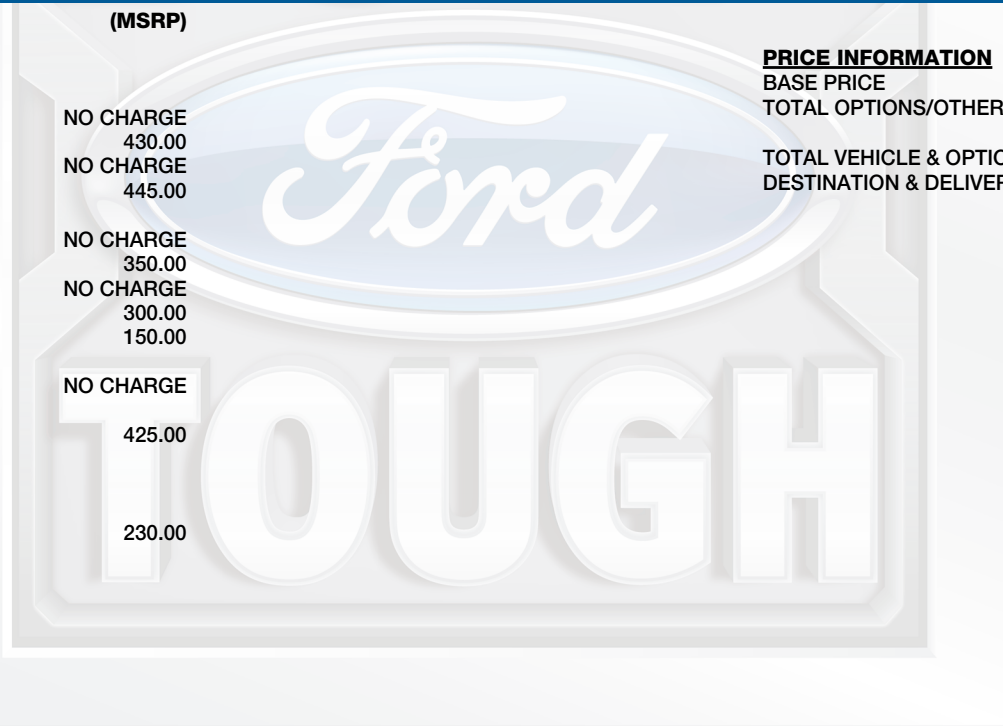 (MSRP)
NO CHARGE
430.00
NO CHARGE
445.00
NO CHARGE
350.00
NO CHARGE
300.00
150.00
NO CHARGE
425.00
230.00
PRICE INFORMATION
BASE PRICE
TOTAL OPTIONS/OTHER
TOTAL VEHICLE & OPTIO
DESTINATION & DELIVER
Ford
TOUGH